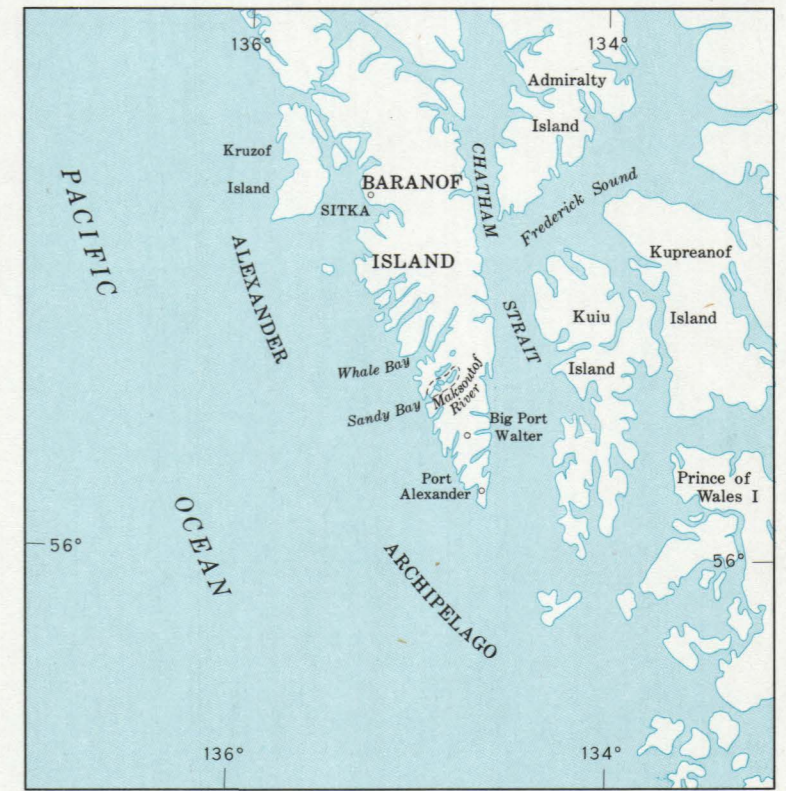 136°
134°
Admiralty
Island
Kruzof
Island
CHATHAM
BARANOF
SITKA
Frederick Sound
PACIFIC
ALEXANDER
ISLAND
Kupreanof
Island
STRAIT
Kuiu
Island
Whale Bay
Maksoutof
River
Sandy Bay
Big Port
Walter
Port
Alexander
Prince of
Wales I
OCEAN
56°
56°
ARCHIPELAGO
136°
134°